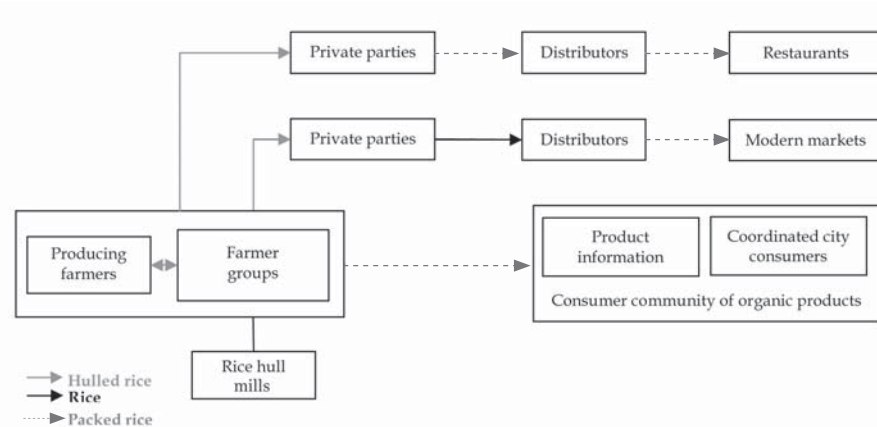 Private parties
Distributors
Restaurants
Private parties
Distributors
Modern markets
Producing
farmers
Farmer
groups
Product
information
Coordinated city
consumers
Consumer community of organic products
Rice hull
mills
Hulled rice
Rice
Packed rice